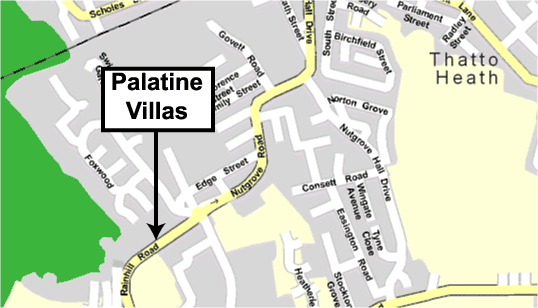 Scholes
Hall Drive
South Street
Birchfield Street
Road
Parliament
Street
Lane
Radley
Street
Thatto
Heath
Govett Road
Palatine
Villas
Street
Street
Norton Grove
Nutgrove Hall Drive
Foxwood
Edge Street
Nutgrove Road
Consett Road
Wingate
Avenue
Tyne
Close
Easington
Road
Rainhill Road